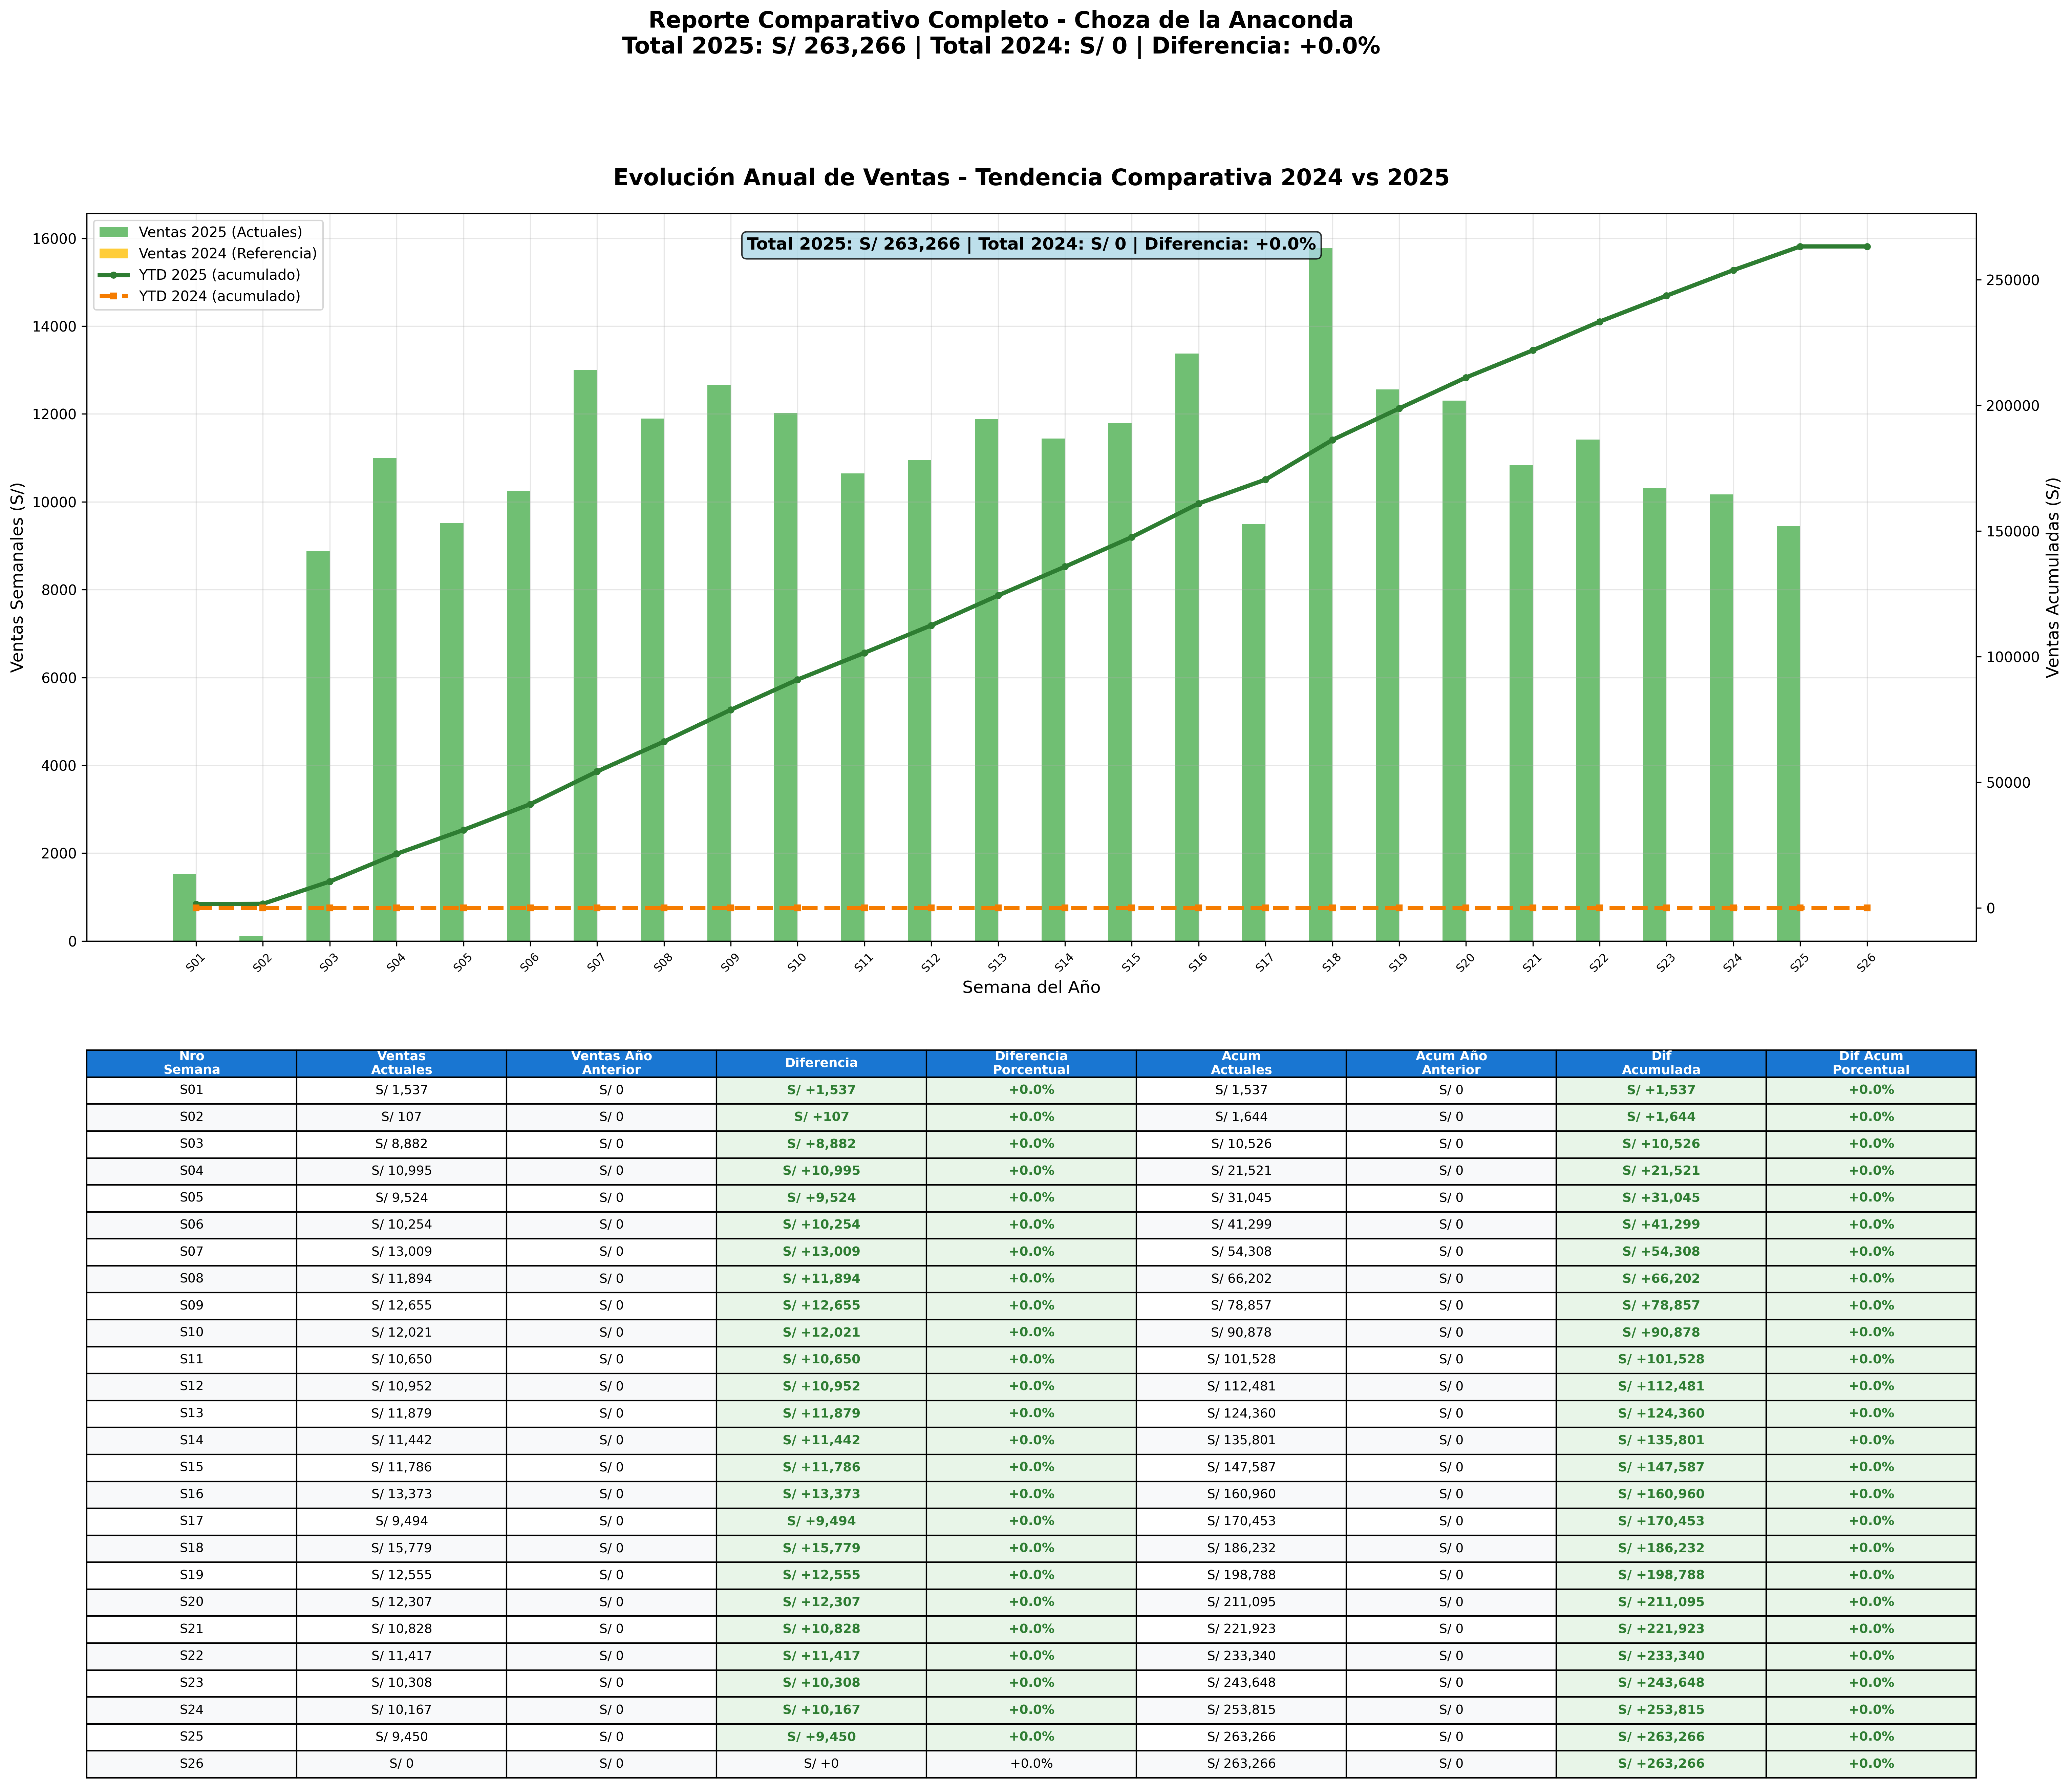 Reporte Comparativo Completo - Choza de la Anaconda
Total 2025: S/ 263,266 | Total 2024: S/ 0 | Diferencia: +0.0%
Evolución Anual de Ventas - Tendencia Comparativa 2024 vs 2025
Ventas 2025 (Actuales)
Ventas 2024 (Referencia)
YTD 2025 (acumulado)
YTD 2024 (acumulado)
Total 2025: S/ 263,266 | Total 2024: S/ 0 | Diferencia: +0.0%
Ventas Semanales (S/)
16000
14000
12000
10000
8000
6000
4000
2000
0
250000
200000
150000
100000
50000
0
Ventas Acumuladas (S/)
S01 S02 S03 S04 S05 S06 S07 S08 S09 S10 S11 S12 S13 S14 S15 S16 S17 S18 S19 S20 S21 S22 S23 S24 S25 S26
Semana del Año
Nro Semana | Ventas Actuales | Ventas Año Anterior | Diferencia | Diferencia Porcentual | Acum Actuales | Acum Año Anterior | Dif Acumulada | Dif Acum Porcentual
S01 S/ 1,537 S/ 0 S/ +1,537 +0.0% S/ 1,537 S/ 0 S/ +1,537 +0.0%
S02 S/ 107 S/ 0 S/ +107 +0.0% S/ 1,644 S/ 0 S/ +1,644 +0.0%
S03 S/ 8,882 S/ 0 S/ +8,882 +0.0% S/ 10,526 S/ 0 S/ +10,526 +0.0%
S04 S/ 10,995 S/ 0 S/ +10,995 +0.0% S/ 21,521 S/ 0 S/ +21,521 +0.0%
S05 S/ 9,524 S/ 0 S/ +9,524 +0.0% S/ 31,045 S/ 0 S/ +31,045 +0.0%
S06 S/ 10,254 S/ 0 S/ +10,254 +0.0% S/ 41,299 S/ 0 S/ +41,299 +0.0%
S07 S/ 13,009 S/ 0 S/ +13,009 +0.0% S/ 54,308 S/ 0 S/ +54,308 +0.0%
S08 S/ 11,894 S/ 0 S/ +11,894 +0.0% S/ 66,202 S/ 0 S/ +66,202 +0.0%
S09 S/ 12,655 S/ 0 S/ +12,655 +0.0% S/ 78,857 S/ 0 S/ +78,857 +0.0%
S10 S/ 12,021 S/ 0 S/ +12,021 +0.0% S/ 90,878 S/ 0 S/ +90,878 +0.0%
S11 S/ 10,650 S/ 0 S/ +10,650 +0.0% S/ 101,528 S/ 0 S/ +101,528 +0.0%
S12 S/ 10,952 S/ 0 S/ +10,952 +0.0% S/ 112,481 S/ 0 S/ +112,481 +0.0%
S13 S/ 11,879 S/ 0 S/ +11,879 +0.0% S/ 124,360 S/ 0 S/ +124,360 +0.0%
S14 S/ 11,442 S/ 0 S/ +11,442 +0.0% S/ 135,801 S/ 0 S/ +135,801 +0.0%
S15 S/ 11,786 S/ 0 S/ +11,786 +0.0% S/ 147,587 S/ 0 S/ +147,587 +0.0%
S16 S/ 13,373 S/ 0 S/ +13,373 +0.0% S/ 160,960 S/ 0 S/ +160,960 +0.0%
S17 S/ 9,494 S/ 0 S/ +9,494 +0.0% S/ 170,453 S/ 0 S/ +170,453 +0.0%
S18 S/ 15,779 S/ 0 S/ +15,779 +0.0% S/ 186,232 S/ 0 S/ +186,232 +0.0%
S19 S/ 12,555 S/ 0 S/ +12,555 +0.0% S/ 198,788 S/ 0 S/ +198,788 +0.0%
S20 S/ 12,307 S/ 0 S/ +12,307 +0.0% S/ 211,095 S/ 0 S/ +211,095 +0.0%
S21 S/ 10,828 S/ 0 S/ +10,828 +0.0% S/ 221,923 S/ 0 S/ +221,923 +0.0%
S22 S/ 11,417 S/ 0 S/ +11,417 +0.0% S/ 233,340 S/ 0 S/ +233,340 +0.0%
S23 S/ 10,308 S/ 0 S/ +10,308 +0.0% S/ 243,648 S/ 0 S/ +243,648 +0.0%
S24 S/ 10,167 S/ 0 S/ +10,167 +0.0% S/ 253,815 S/ 0 S/ +253,815 +0.0%
S25 S/ 9,450 S/ 0 S/ +9,450 +0.0% S/ 263,266 S/ 0 S/ +263,266 +0.0%
S26 S/ 0 S/ 0 S/ +0 +0.0% S/ 263,266 S/ 0 S/ +263,266 +0.0%